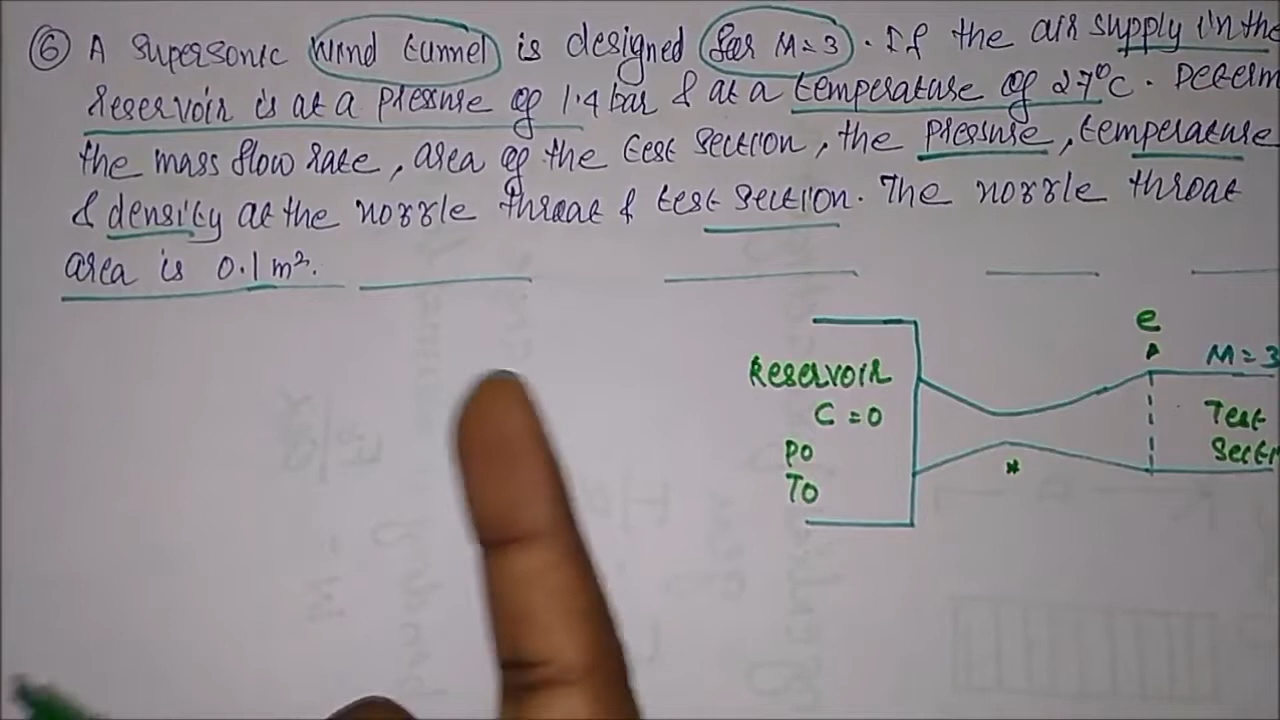 ⑥ A supersonic wind tunnel is designed for M=3. If the air supply in the
reservoir is at a pressure of 1.4 bar & at a temperature of 27°C. Determ
the mass flow rate, area of the test section, the pressure, temperature
& density at the nozzle throat & test section. The nozzle throat
area is 0.1 m².
e
M=3
Reservoir
C=0
Test
Po
Secti
To
*